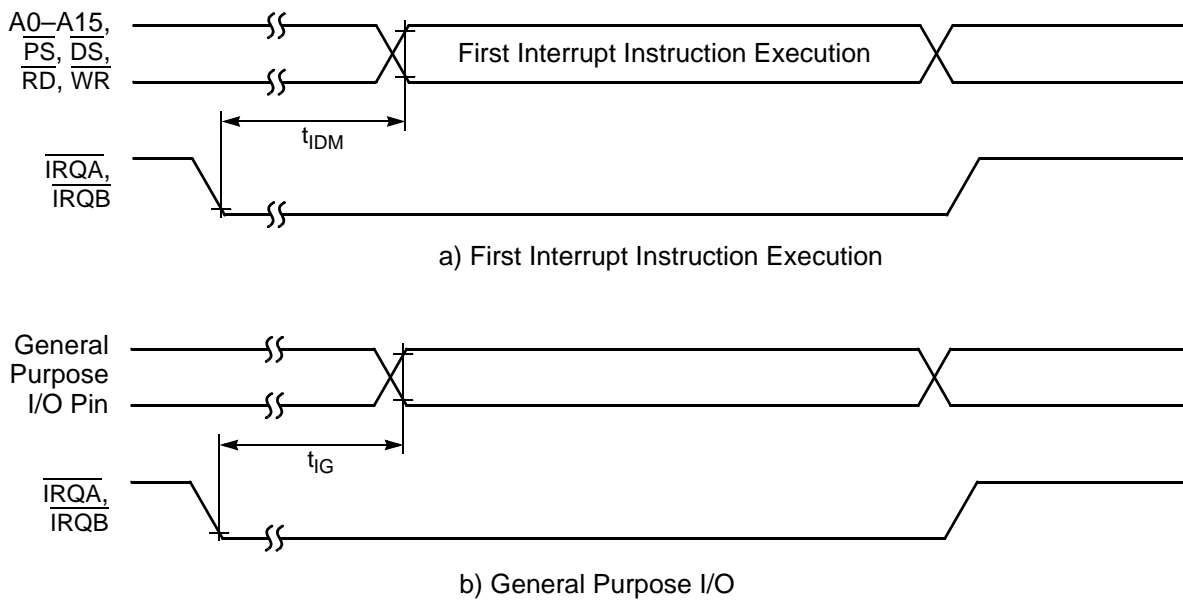 A0–A15,
PS, DS,
RD, WR
First Interrupt Instruction Execution
tIDM
IRQA,
IRQB
a) First Interrupt Instruction Execution
General
Purpose
I/O Pin
tIG
IRQA,
IRQB
b) General Purpose I/O